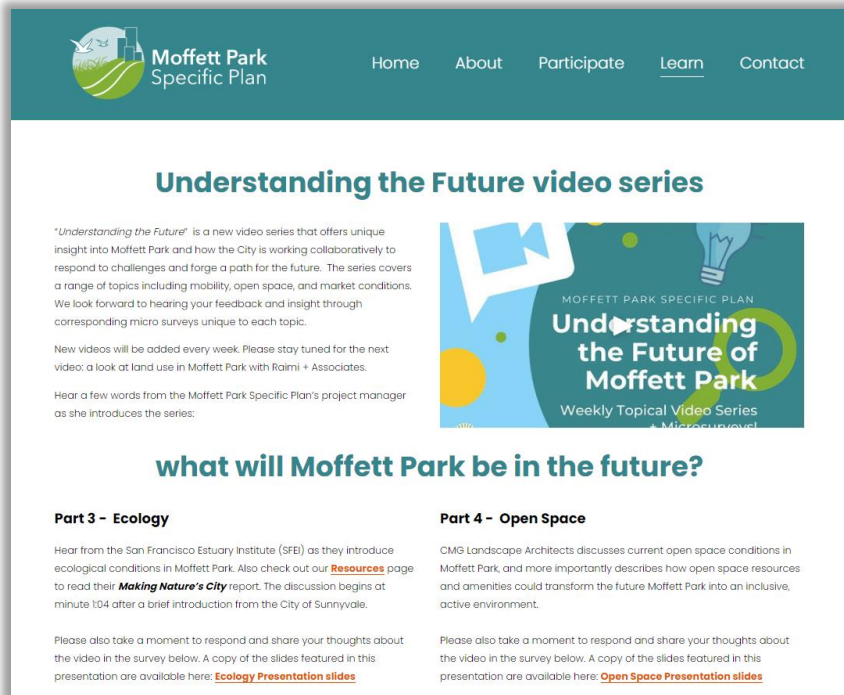 Moffett Park
Specific Plan
Home About Participate Learn Contact
Understanding the Future video series
"Understanding the Future" is a new video series that offers unique
insight into Moffett Park and how the City is working collaboratively to
respond to challenges and forge a path for the future. The series covers
a range of topics including mobility, open space, and market conditions.
We look forward to hearing your feedback and insight through
corresponding micro surveys unique to each topic.
New videos will be added every week. Please stay tuned for the next
video: a look at land use in Moffett Park with Raimi + Associates.
Hear a few words from the Moffett Park Specific Plan's project manager
as she introduces the series:
MOFFETT PARK SPECIFIC PLAN
Understanding
the Future of
Moffett Park
Weekly Topical Video Series
+ Microsurveys!
what will Moffett Park be in the future?
Part 3 - Ecology
Hear from the San Francisco Estuary Institute (SFEI) as they introduce
ecological conditions in Moffett Park. Also check out our Resources page
to read their Making Nature's City report. The discussion begins at
minute 1:04 after a brief introduction from the City of Sunnyvale.
Please also take a moment to respond and share your thoughts about
the video in the survey below. A copy of the slides featured in this
presentation are available here: Ecology Presentation slides
Part 4 - Open Space
CMG Landscape Architects discusses current open space conditions in
Moffett Park, and more importantly describes how open space resources
and amenities could transform the future Moffett Park into an inclusive,
active environment.
Please also take a moment to respond and share your thoughts about
the video in the survey below. A copy of the slides featured in this
presentation are available here: Open Space Presentation slides